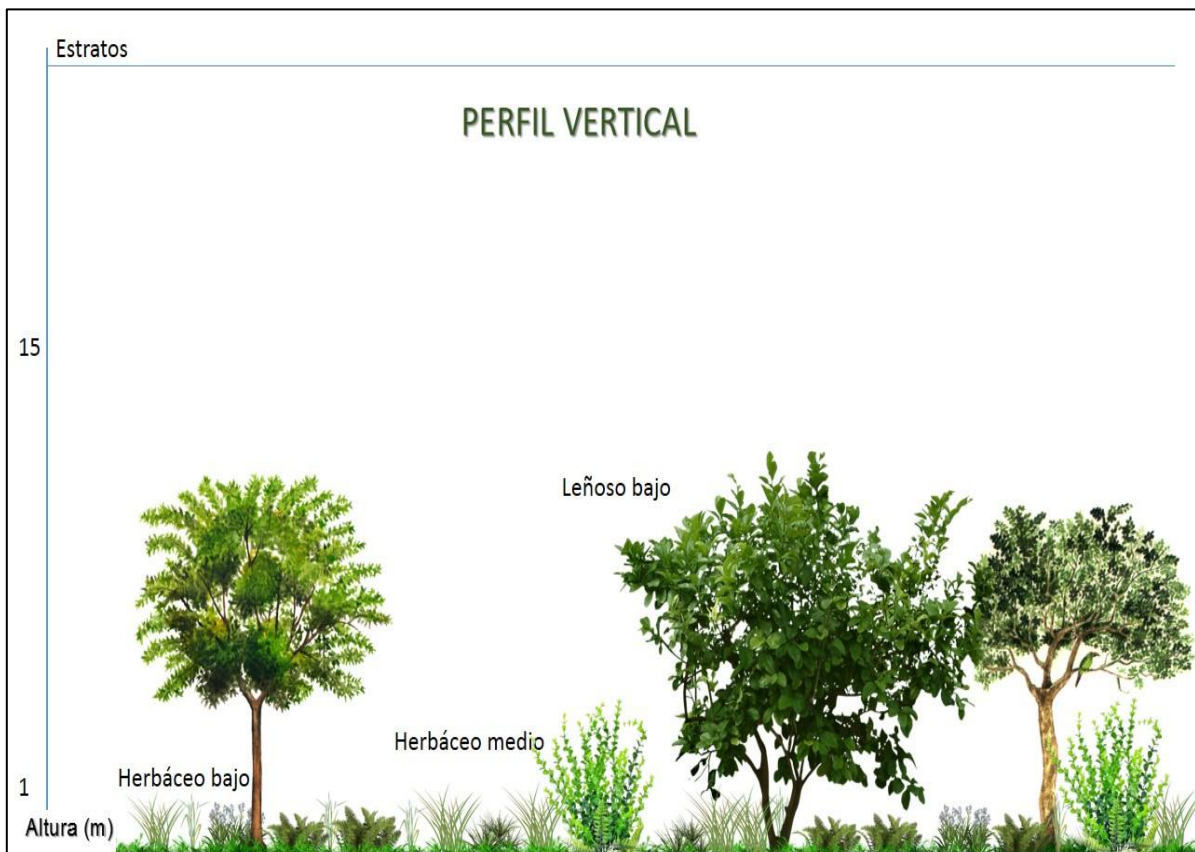 Estratos
PERFIL VERTICAL
15
Leñoso bajo
Herbáceo medio
Herbáceo bajo
1
Altura (m)